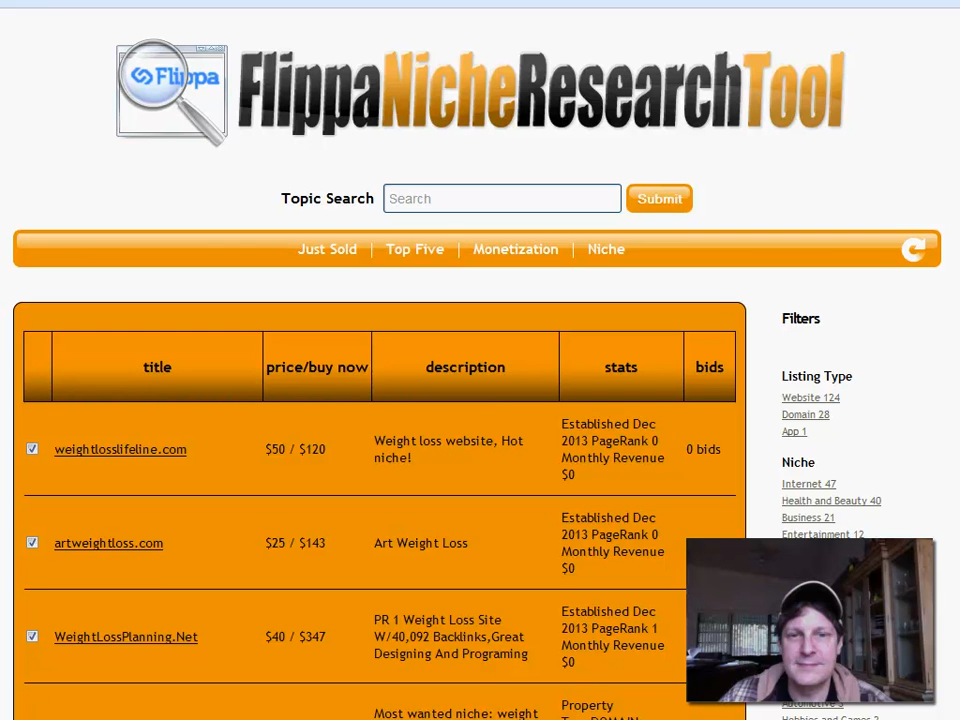 Flippa
FlippaNicheResearchTool
Topic Search Search Submit
Just Sold | Top Five | Monetization | Niche
Filters
title price/buy now description stats bids
Listing Type
Website 124
Domain 28
App 1
Niche
Internet 47
Health and Beauty 40
Business 21
Entertainment 12
weightlosslifeline.com
$50 / $120
Weight loss website, Hot
niche!
Established Dec
2013 PageRank 0
Monthly Revenue
$0
0 bids
artweightloss.com
$25 / $143
Art Weight Loss
Established Dec
2013 PageRank 0
Monthly Revenue
$0
WeightLossPlanning.Net
$40 / $347
PR 1 Weight Loss Site
W/40,092 Backlinks,Great
Designing And Programing
Established Dec
2013 PageRank 1
Monthly Revenue
$0
Most wanted niche: weight
Property